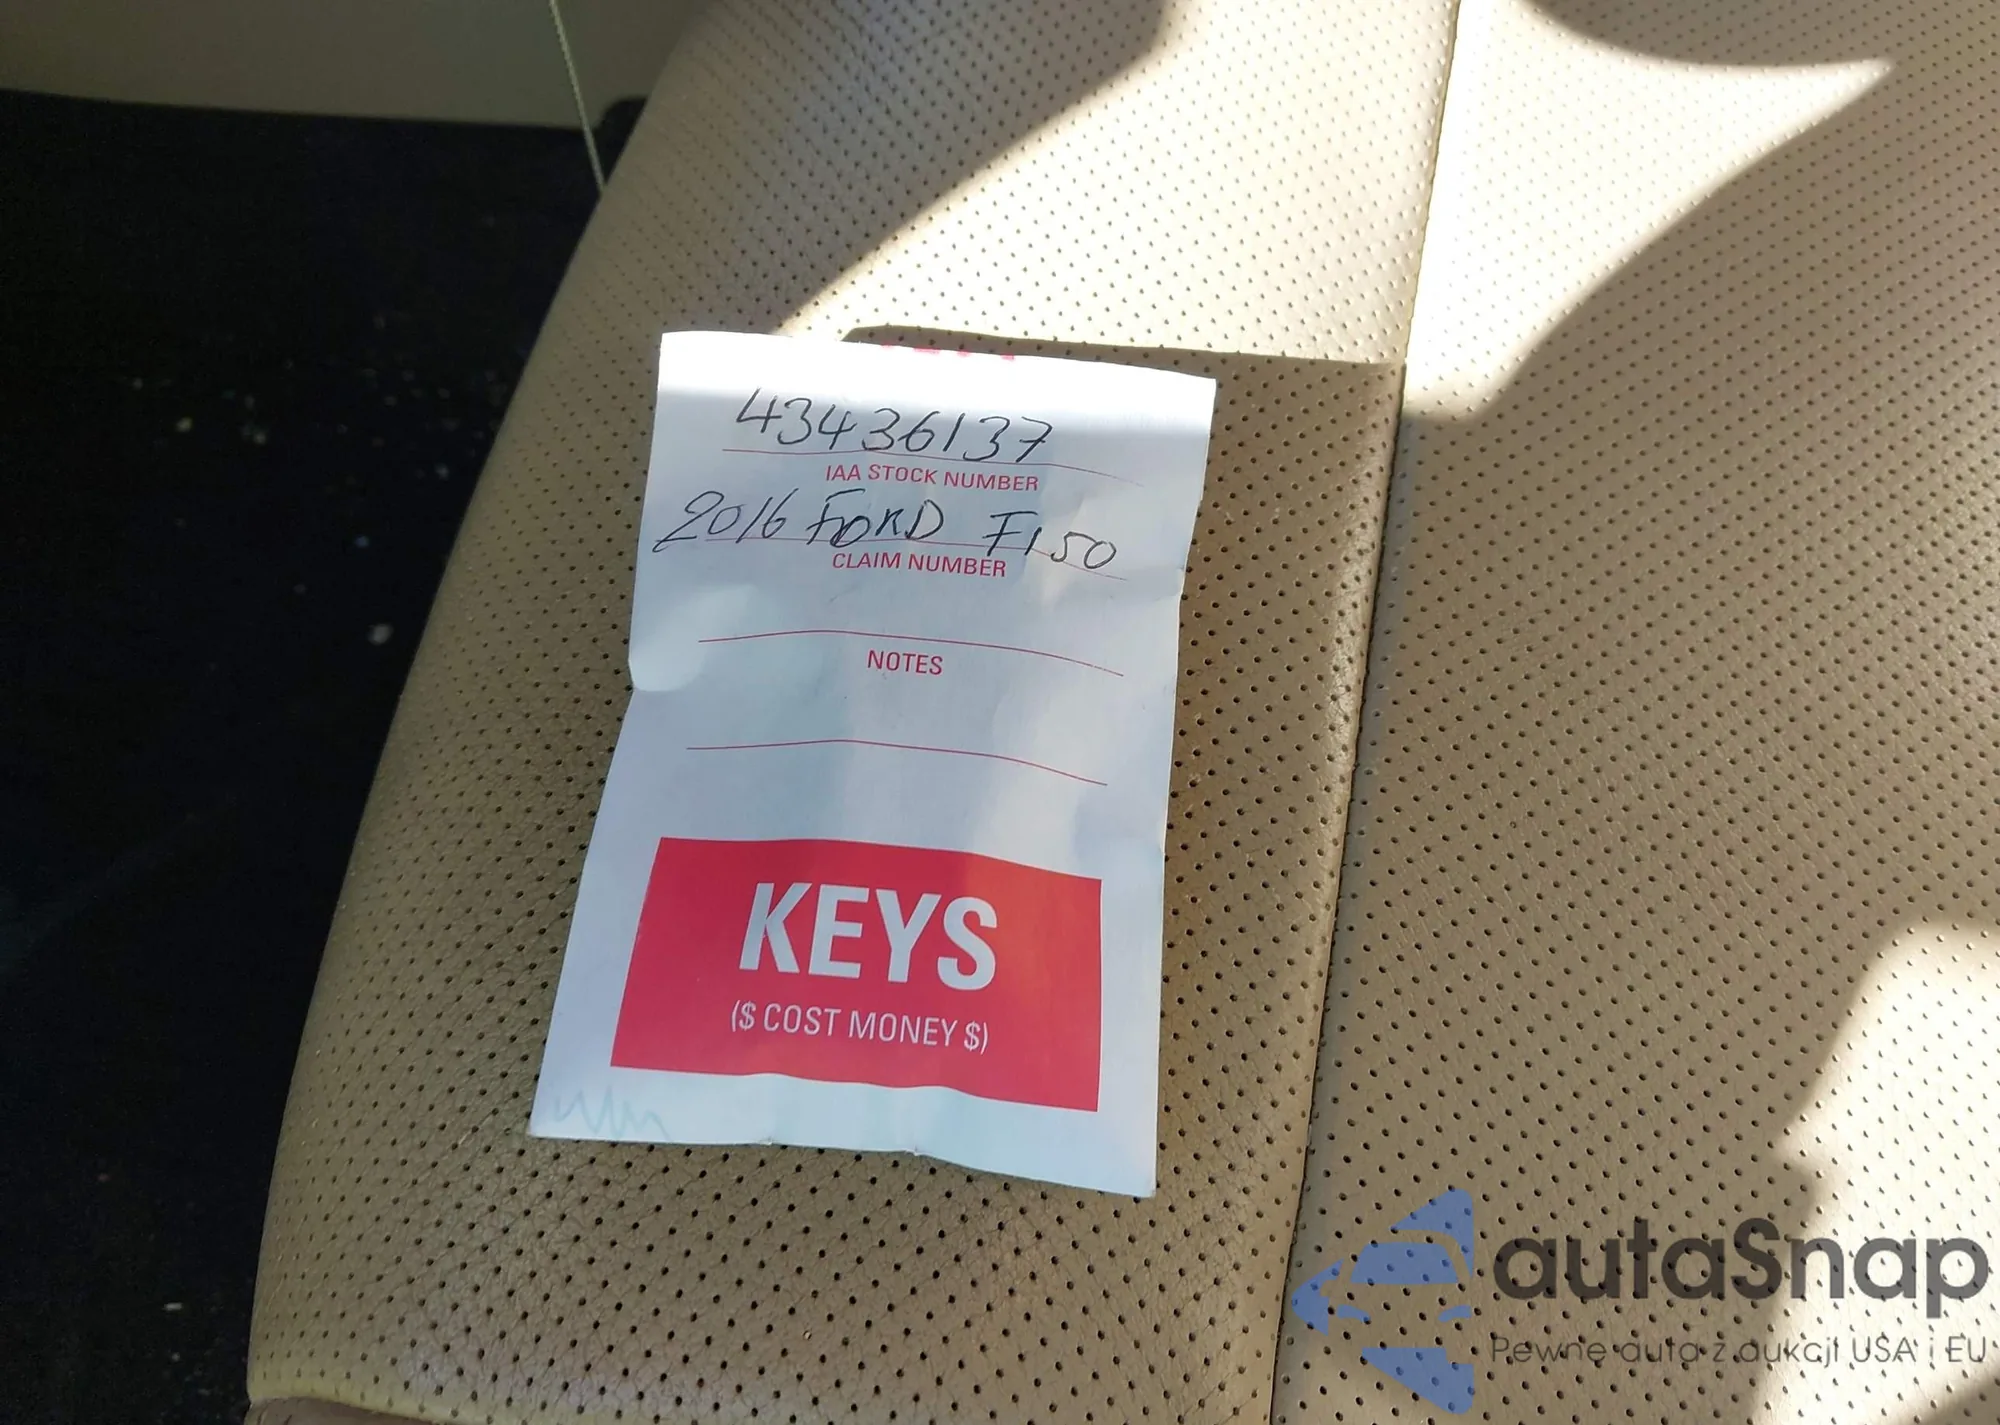 43436137
IAA STOCK NUMBER
2016 FORD F150
CLAIM NUMBER
NOTES
KEYS
($ COST MONEY $)
autaSnap
Pewne auta z aukcji USA i EU